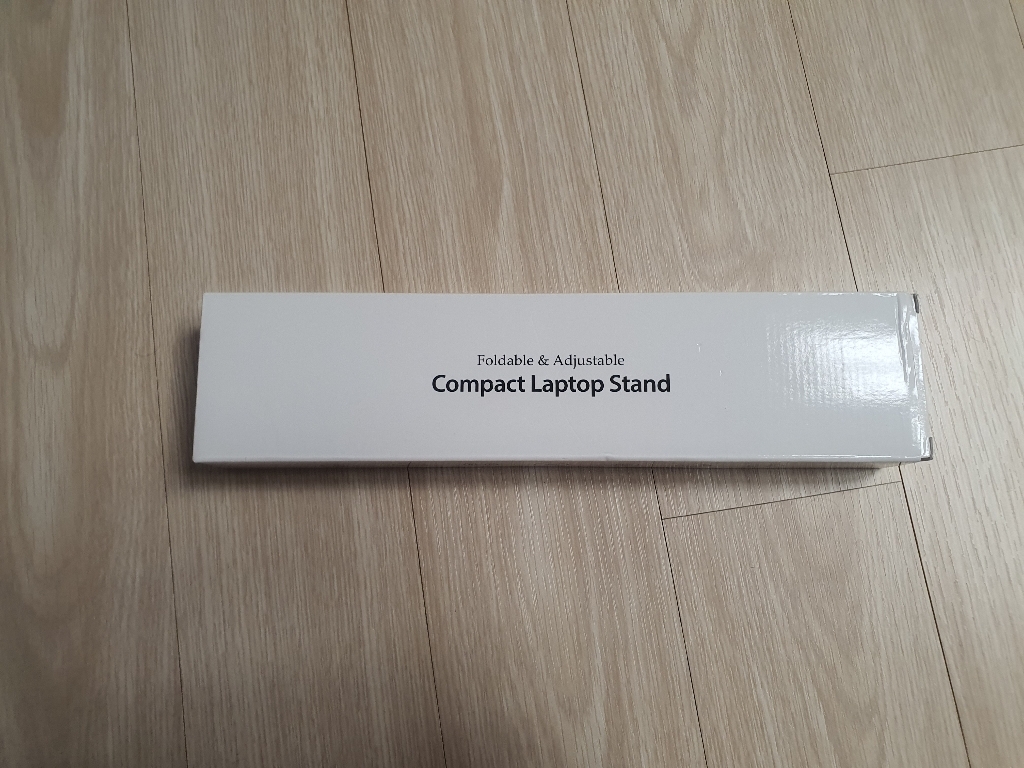 Foldable & Adjustable
Compact Laptop Stand